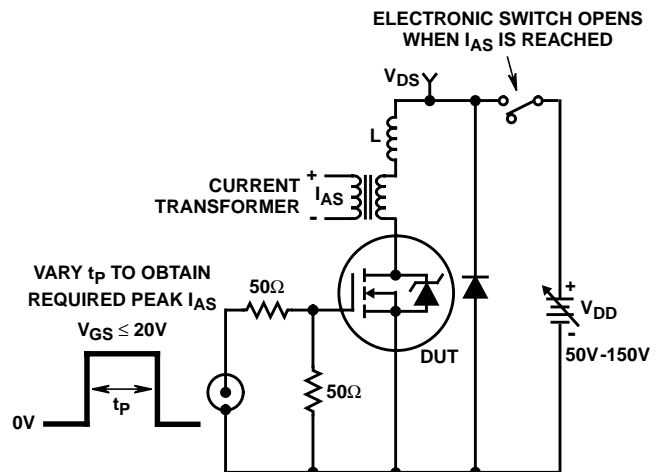 ELECTRONIC SWITCH OPENS
WHEN I_AS IS REACHED
V_DS
L
+
I_AS
-
CURRENT
TRANSFORMER
VARY t_P TO OBTAIN
REQUIRED PEAK I_AS
V_GS ≤ 20V
50Ω
DUT
+
V_DD
-
50V-150V
50Ω
t_P
0V